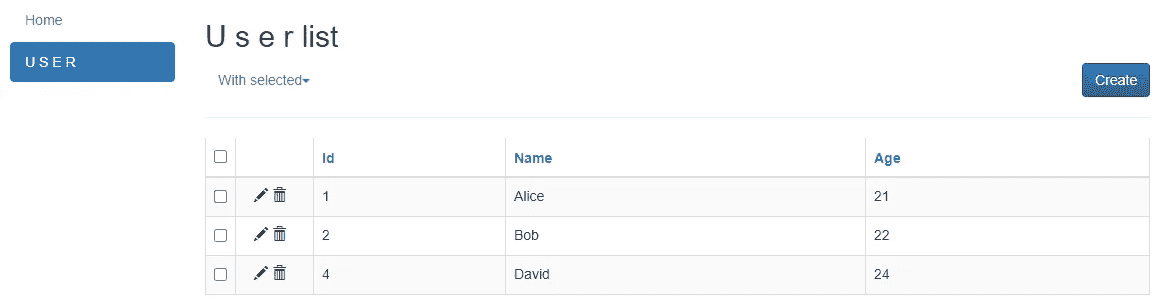 Home
U S E R
U s e r list
With selected
Create
Id Name Age
1 Alice 21
2 Bob 22
4 David 24